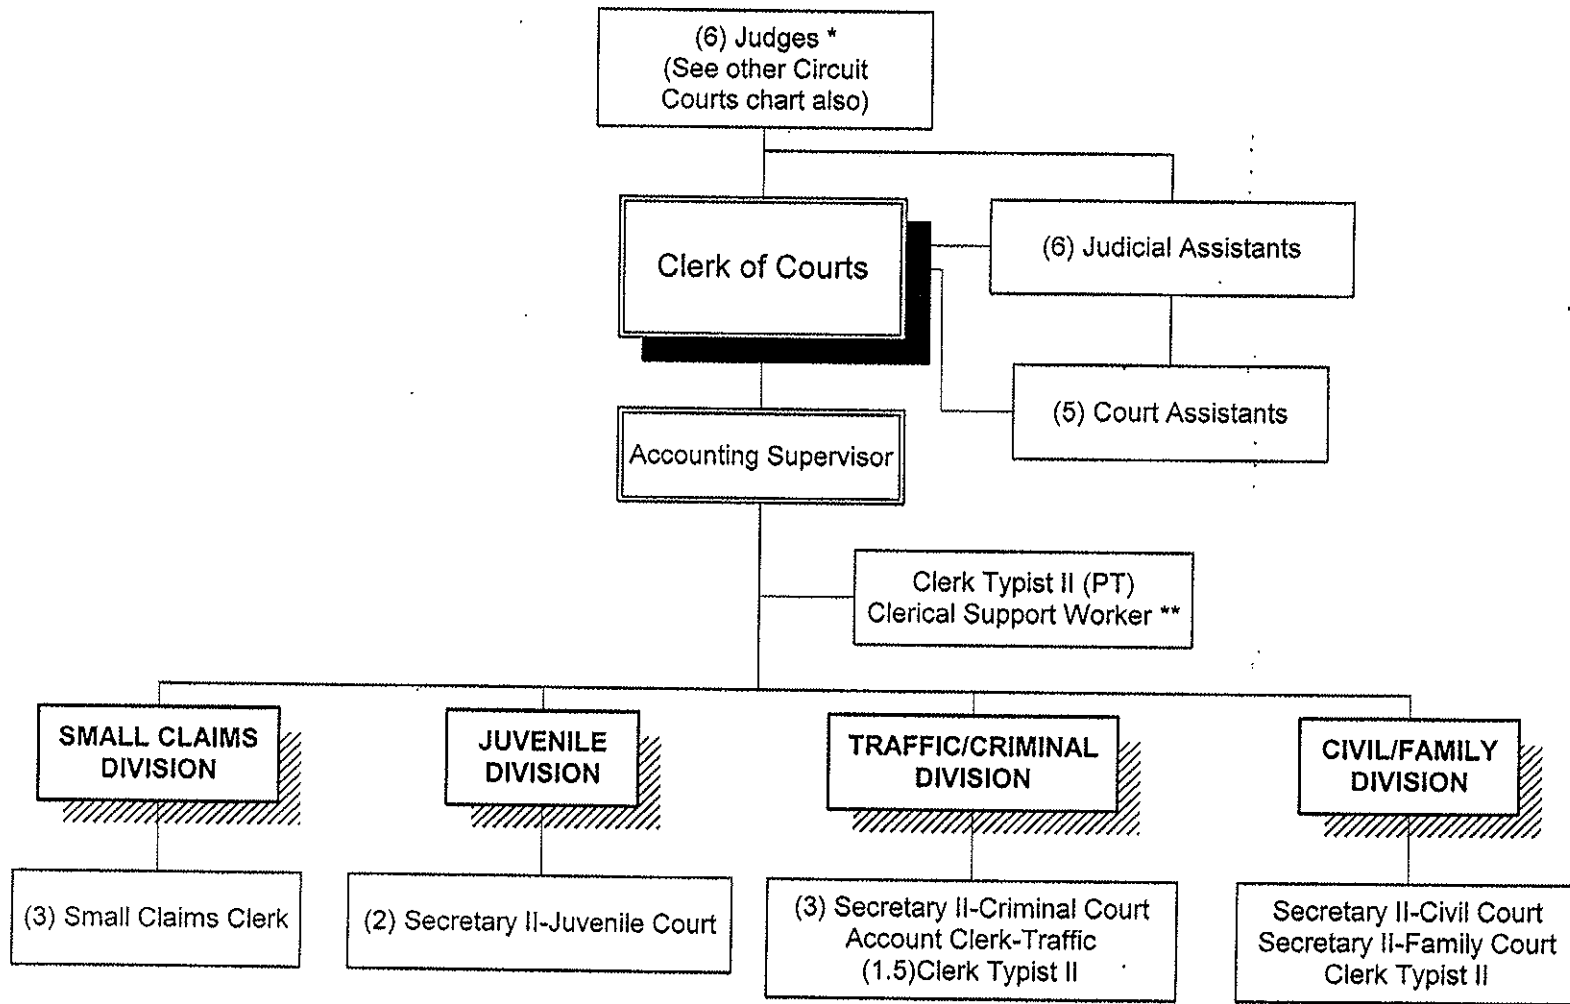 (6) Judges *
(See other Circuit
Courts chart also)
Clerk of Courts
(6) Judicial Assistants
(5) Court Assistants
Accounting Supervisor
Clerk Typist II (PT)
Clerical Support Worker **
SMALL CLAIMS
DIVISION
JUVENILE
DIVISION
TRAFFIC/CRIMINAL
DIVISION
CIVIL/FAMILY
DIVISION
(3) Small Claims Clerk
(2) Secretary II-Juvenile Court
(3) Secretary II-Criminal Court
Account Clerk-Traffic
(1.5)Clerk Typist II
Secretary II-Civil Court
Secretary II-Family Court
Clerk Typist II